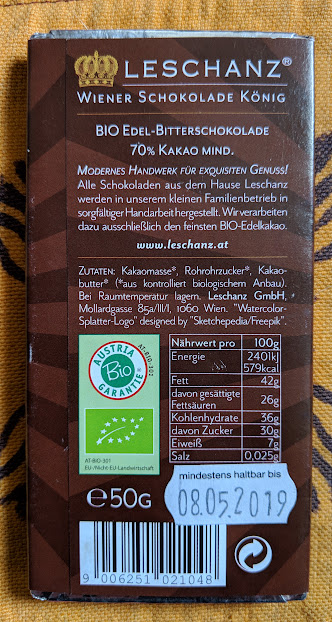 LESCHANZ®
WIENER SCHOKOLADE KÖNIG
BIO EDEL-BITTERSCHOKOLADE
70% KAKAO MIND.
MODERNES HANDWERK FÜR EXQUISITEN GENUSS!
Alle Schokoladen aus dem Hause Leschanz
werden in unserem kleinen Familienbetrieb in
sorgfältiger Handarbeit hergestellt. Wir verarbeiten
dazu ausschließlich den feinsten BIO-Edelkakao.
www.leschanz.at
ZUTATEN: Kakaomasse*, Rohrohrzucker*, Kakao-
butter* (*aus kontrolliert biologischem Anbau).
Bei Raumtemperatur lagern. Leschanz GmbH,
Mollardgasse 85a/III/1, 1060 Wien. "Watercolor-
Splatter-Logo" designed by "Sketchepedia/Freepik".
AUSTRIA
Bio
GARANTIE
AT-BIO-301
AT-BIO-301
EU-/Nicht-EU-Landwirtschaft
Nährwert pro 100g
Energie 2401kJ
579kcal
Fett 42g
davon gesättigte
Fettsäuren 26g
Kohlenhydrate 36g
davon Zucker 30g
Eiweiß 7g
Salz 0,025g
mindestens haltbar bis
08.05.2019
℮50G
9 006251 021048